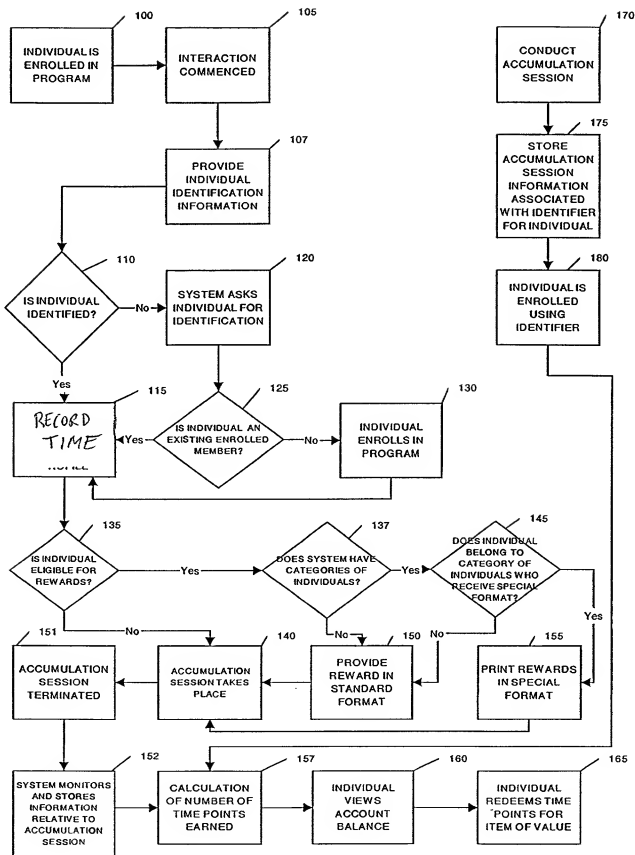 100
INDIVIDUAL IS
ENROLLED IN
PROGRAM
105
INTERACTION
COMMENCED
170
CONDUCT
ACCUMULATION
SESSION
107
PROVIDE
INDIVIDUAL
IDENTIFICATION
INFORMATION
175
STORE
ACCUMULATION
SESSION
INFORMATION
ASSOCIATED
WITH IDENTIFIER
FOR INDIVIDUAL
110
IS INDIVIDUAL
IDENTIFIED?
No
Yes
120
SYSTEM ASKS
INDIVIDUAL FOR
IDENTIFICATION
180
INDIVIDUAL IS
ENROLLED
USING
IDENTIFIER
115
RECORD
TIME
125
IS INDIVIDUAL AN
EXISTING ENROLLED
MEMBER?
Yes
No
130
INDIVIDUAL
ENROLLS IN
PROGRAM
135
IS INDIVIDUAL
ELIGIBLE FOR
REWARDS?
Yes
No
137
DOES SYSTEM HAVE
CATEGORIES OF
INDIVIDUALS?
Yes
No
145
DOES INDIVIDUAL
BELONG TO
CATEGORY OF
INDIVIDUALS WHO
RECEIVE SPECIAL
FORMAT?
Yes
No
151
ACCUMULATION
SESSION
TERMINATED
140
ACCUMULATION
SESSION TAKES
PLACE
150
PROVIDE
REWARD IN
STANDARD
FORMAT
155
PRINT REWARDS
IN SPECIAL
FORMAT
152
SYSTEM MONITORS
AND STORES
INFORMATION
RELATIVE TO
ACCUMULATION
SESSION
157
CALCULATION
OF NUMBER OF
TIME POINTS
EARNED
160
INDIVIDUAL
VIEWS
ACCOUNT
BALANCE
165
INDIVIDUAL
REDEEMS TIME
POINTS FOR
ITEM OF VALUE